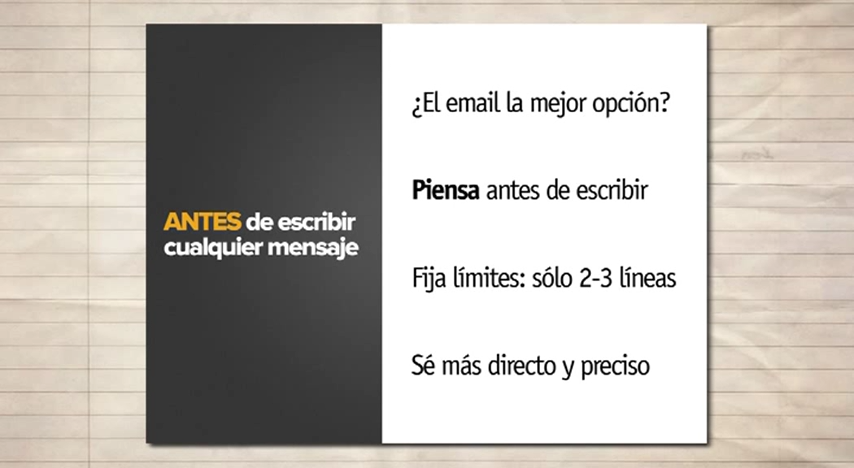 ANTES de escribir
cualquier mensaje
¿El email la mejor opción?
Piensa antes de escribir
Fija límites: sólo 2-3 líneas
Sé más directo y preciso